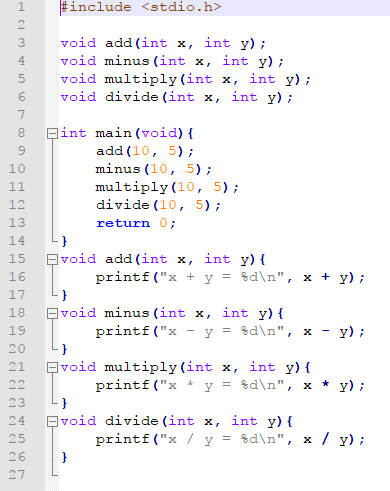 1 #include <stdio.h>
2
3 void add(int x, int y);
4 void minus(int x, int y);
5 void multiply(int x, int y);
6 void divide(int x, int y);
7
8 int main(void){
9     add(10, 5);
10     minus(10, 5);
11     multiply(10, 5);
12     divide(10, 5);
13     return 0;
14 }
15 void add(int x, int y){
16     printf("x + y = %d\n", x + y);
17 }
18 void minus(int x, int y){
19     printf("x - y = %d\n", x - y);
20 }
21 void multiply(int x, int y){
22     printf("x * y = %d\n", x * y);
23 }
24 void divide(int x, int y){
25     printf("x / y = %d\n", x / y);
26 }
27